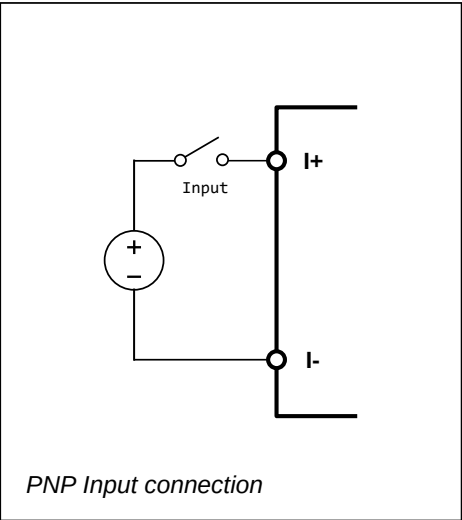 I+
Input
+
–
I-
PNP Input connection